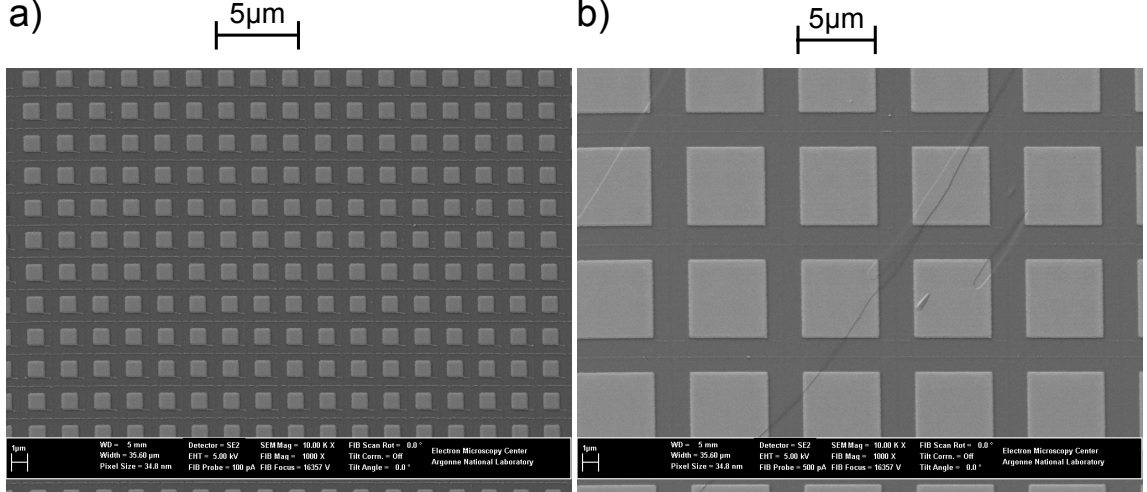 a)
5µm
b)
5µm
1µm
WD = 5 mm
Width = 35.60 µm
Pixel Size = 34.8 nm
Detector = SE2
EHT = 5.00 kV
FIB Probe = 100 pA
SEM Mag = 10.00 K X
FIB Mag = 1000 X
FIB Focus = 16357 V
FIB Scan Rot = 0.0 °
Tilt Corrn. = Off
Tilt Angle = 0.0 °
Electron Microscopy Center
Argonne National Laboratory
1µm
WD = 5 mm
Width = 35.60 µm
Pixel Size = 34.8 nm
Detector = SE2
EHT = 5.00 kV
FIB Probe = 500 pA
SEM Mag = 10.00 K X
FIB Mag = 1000 X
FIB Focus = 16357 V
FIB Scan Rot = 0.0 °
Tilt Corrn. = Off
Tilt Angle = 0.0 °
Electron Microscopy Center
Argonne National Laboratory